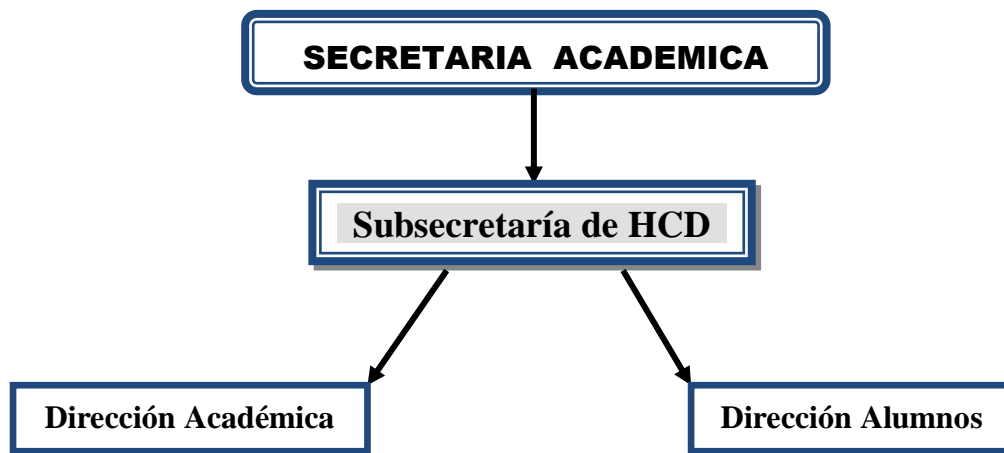 SECRETARIA ACADEMICA
Subsecretaría de HCD
Dirección Académica
Dirección Alumnos